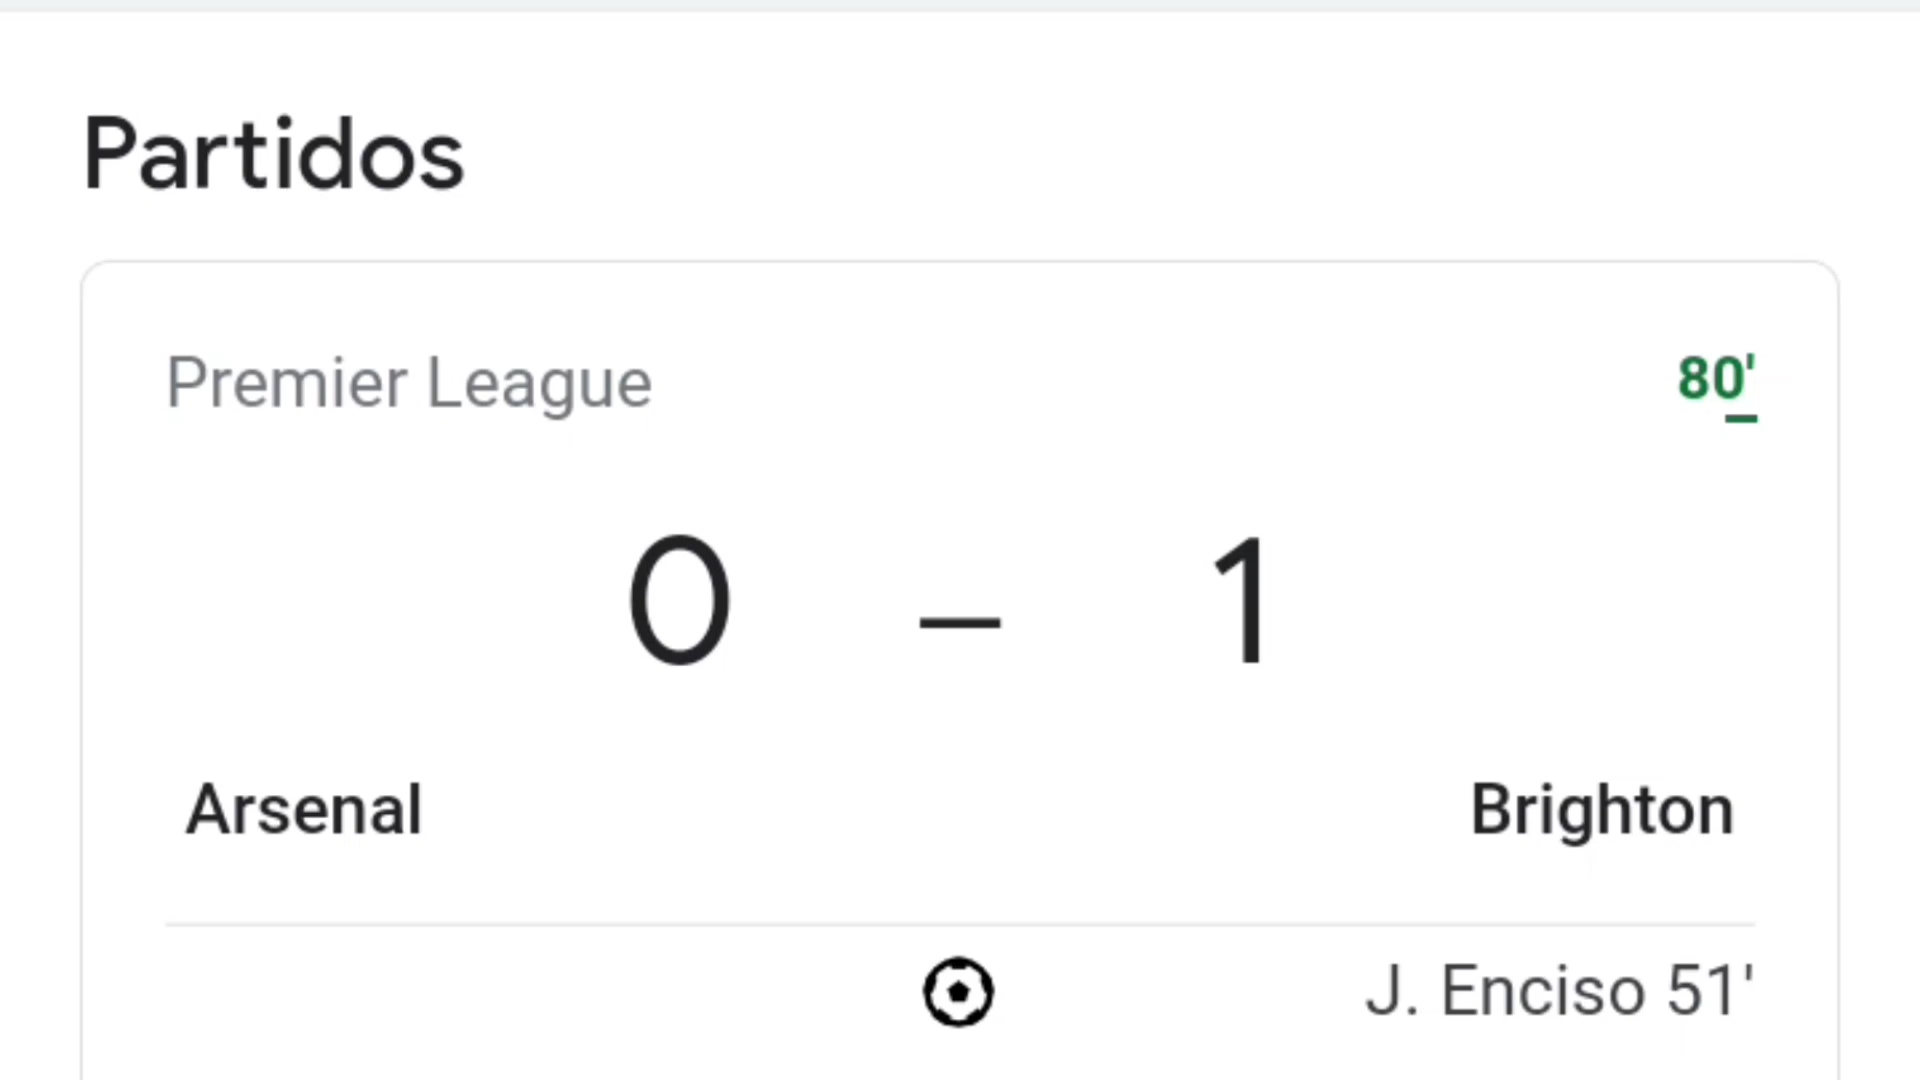 Partidos
Premier League 80'
0 – 1
Arsenal Brighton
J. Enciso 51'